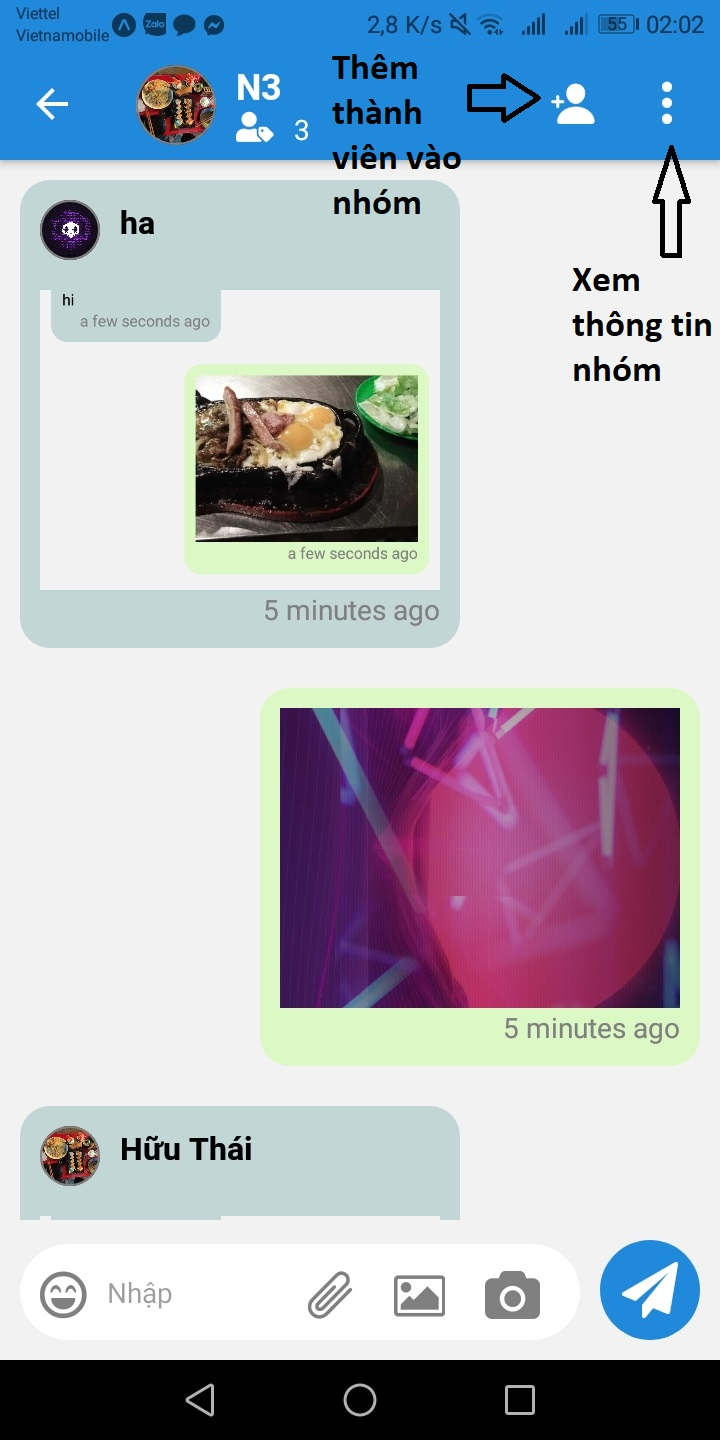 Viettel
Vietnamobile
Zalo
2,8 K/s
55
02:02
N3
3
Thêm
thành
viên vào
nhóm
Xem
thông tin
nhóm
ha
hi
a few seconds ago
a few seconds ago
5 minutes ago
5 minutes ago
Hữu Thái
Nhập